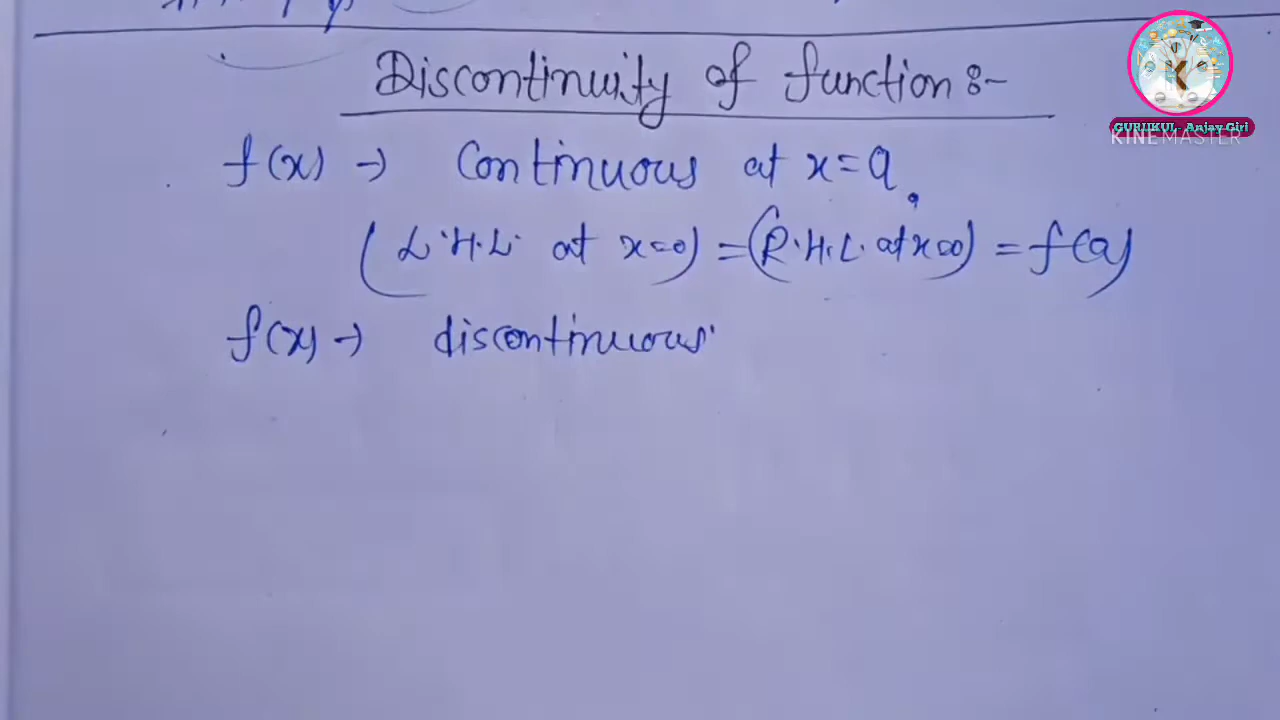 Discontinuity of function :-
f(x) → Continuous at x = a
(L.H.L. at x=a) = (R.H.L. at x=a) = f(a)
f(x) → discontinuous
GURUKUL- Anjay Giri
KINEMASTER